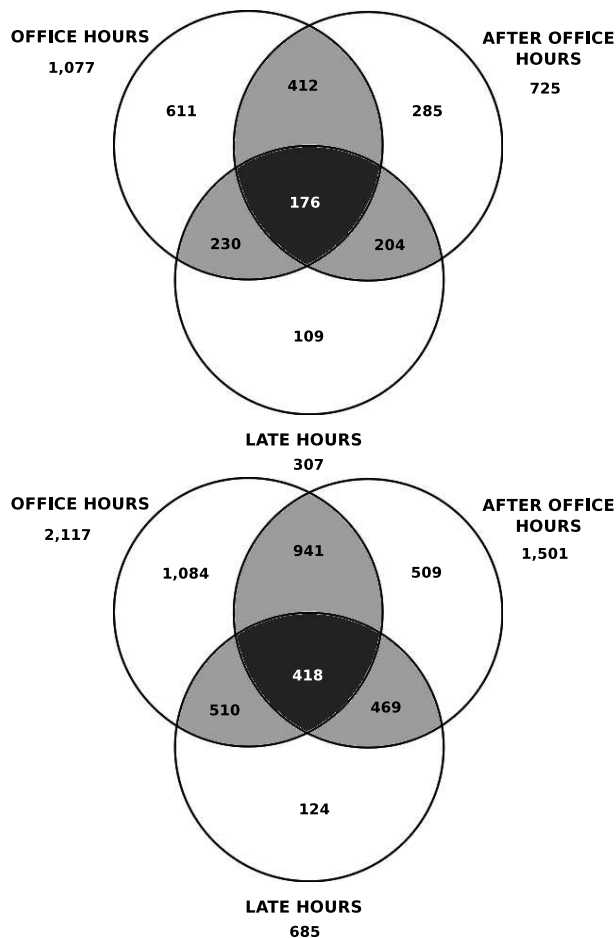 OFFICE HOURS
1,077
AFTER OFFICE
HOURS
725
412
611
285
176
230
204
109
LATE HOURS
307
OFFICE HOURS
2,117
AFTER OFFICE
HOURS
1,501
941
1,084
509
418
510
469
124
LATE HOURS
685